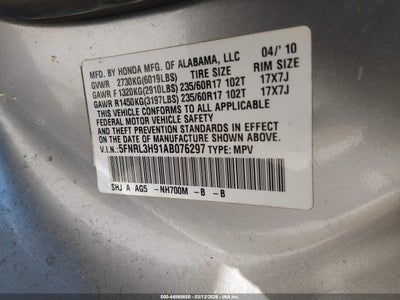 MFD. BY HONDA MFG. OF ALABAMA, LLC 04/'10
GVWR 2730KG(6019LBS) TIRE SIZE RIM SIZE
GAWR F 1320KG(2910LBS) 235/60R17 102T 17X7J
GAWR R1450KG(3197LBS) 235/60R17 102T 17X7J
THIS VEHICLE CONFORMS TO ALL APPLICABLE
FEDERAL MOTOR VEHICLE SAFETY AND
THEFT PREVENTION STANDARDS IN EFFECT ON THE
DATE OF MANUFACTURE SHOWN ABOVE.
V.I.N.:5FNRL3H91AB076297 TYPE: MPV
SHJ A AG5 -NH700M -B -B
000-44568650 - 03/12/2026 - IAA Inc.